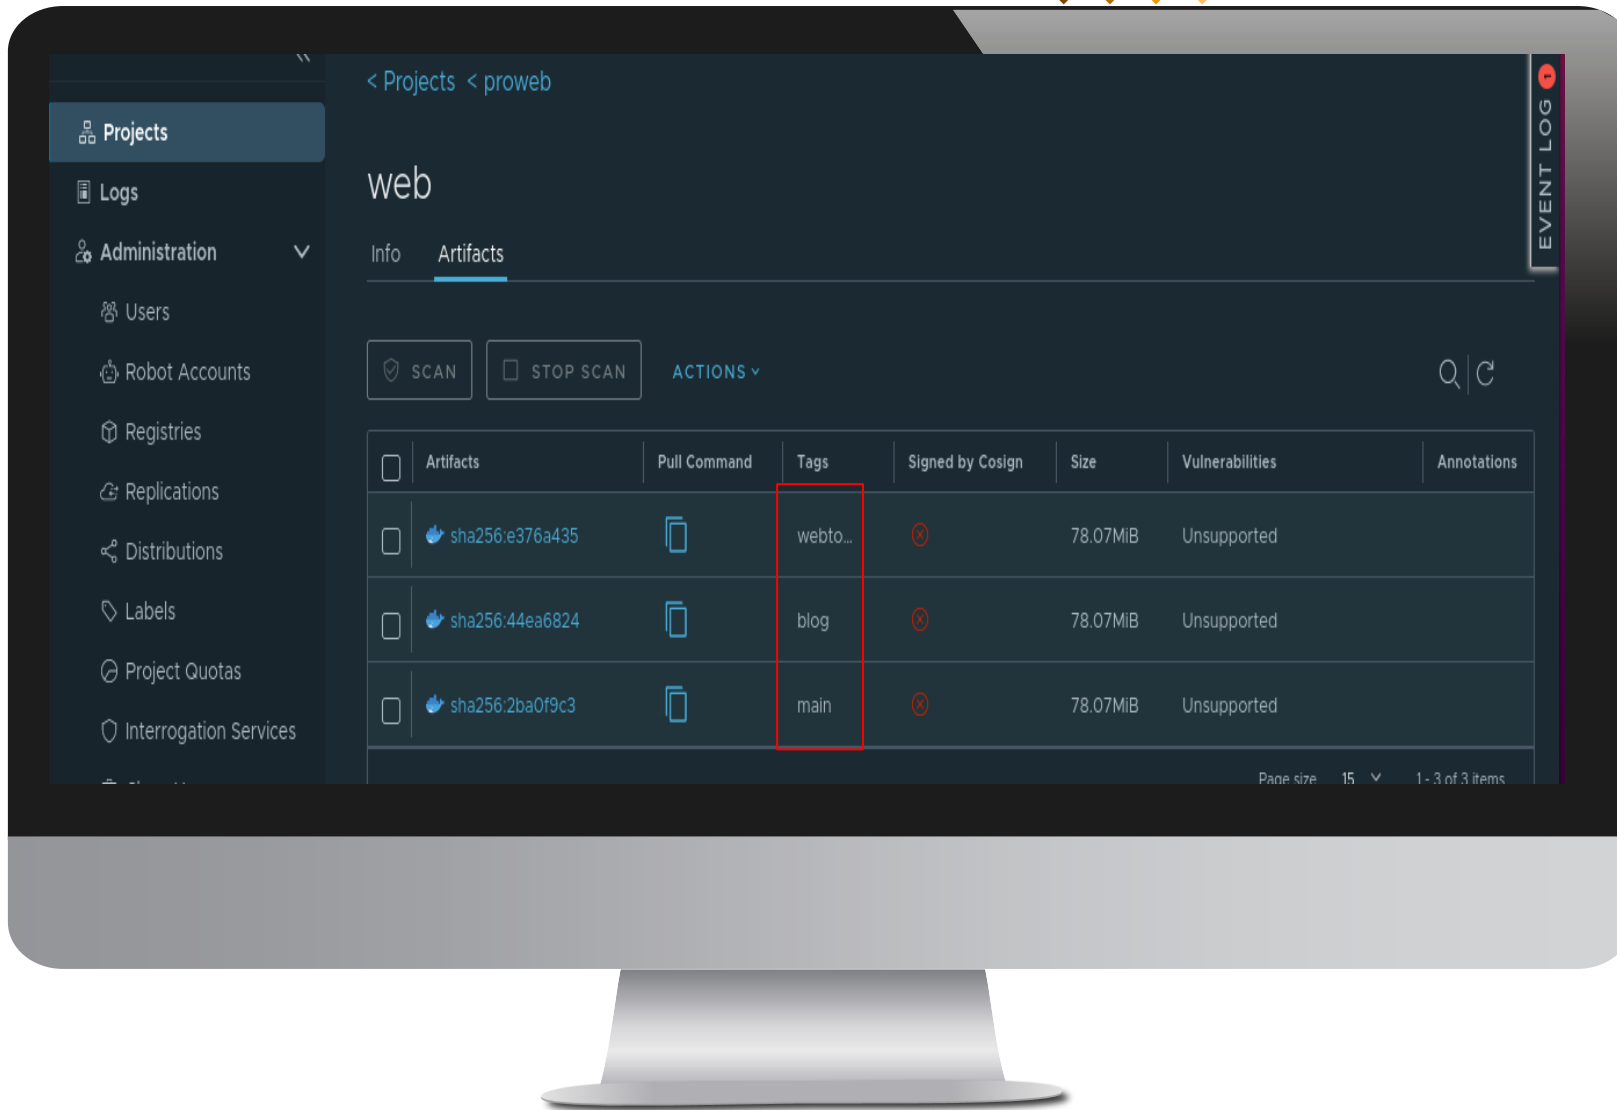 < Projects < proweb
Projects
Logs
Administration
Users
Robot Accounts
Registries
Replications
Distributions
Labels
Project Quotas
Interrogation Services
web
Info Artifacts
SCAN STOP SCAN ACTIONS
Artifacts Pull Command Tags Signed by Cosign Size Vulnerabilities Annotations
sha256:e376a435 webto... 78.07MiB Unsupported
sha256:44ea6824 blog 78.07MiB Unsupported
sha256:2ba0f9c3 main 78.07MiB Unsupported
Page size 15 1 - 3 of 3 items
EVENT LOG 1